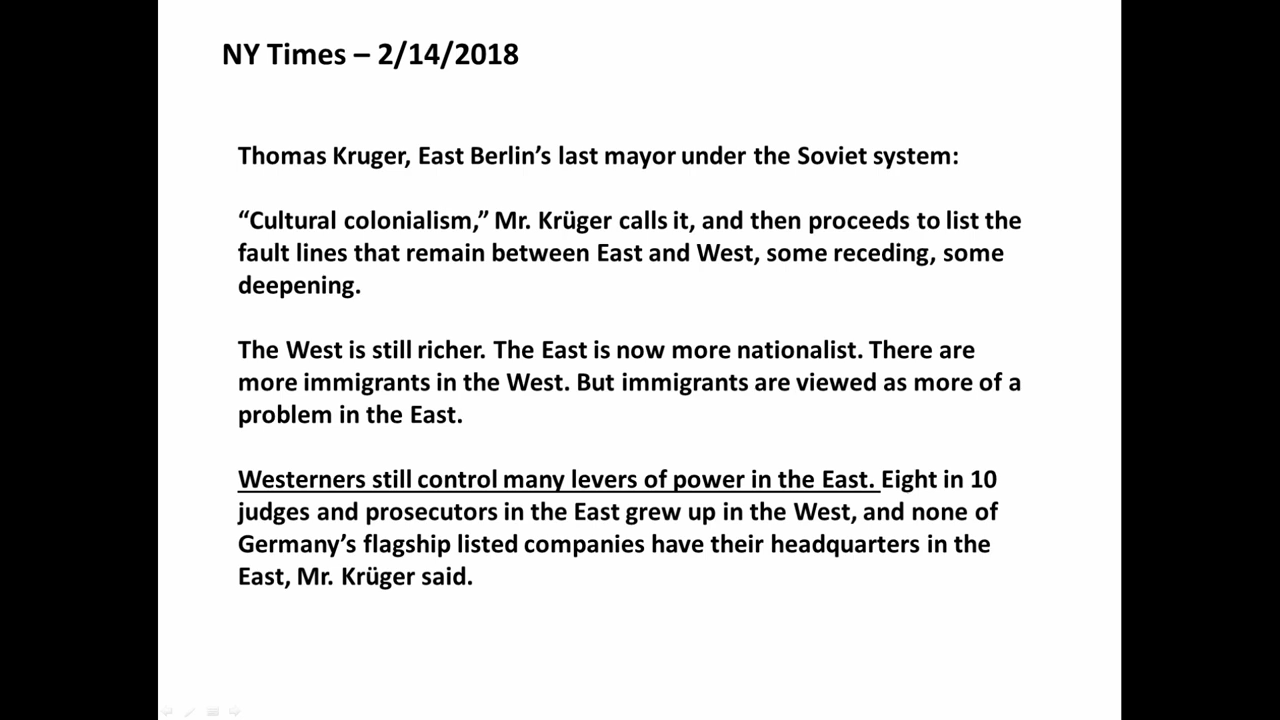 NY Times – 2/14/2018
Thomas Kruger, East Berlin’s last mayor under the Soviet system:
“Cultural colonialism,” Mr. Krüger calls it, and then proceeds to list the
fault lines that remain between East and West, some receding, some
deepening.
The West is still richer. The East is now more nationalist. There are
more immigrants in the West. But immigrants are viewed as more of a
problem in the East.
Westerners still control many levers of power in the East. Eight in 10
judges and prosecutors in the East grew up in the West, and none of
Germany’s flagship listed companies have their headquarters in the
East, Mr. Krüger said.